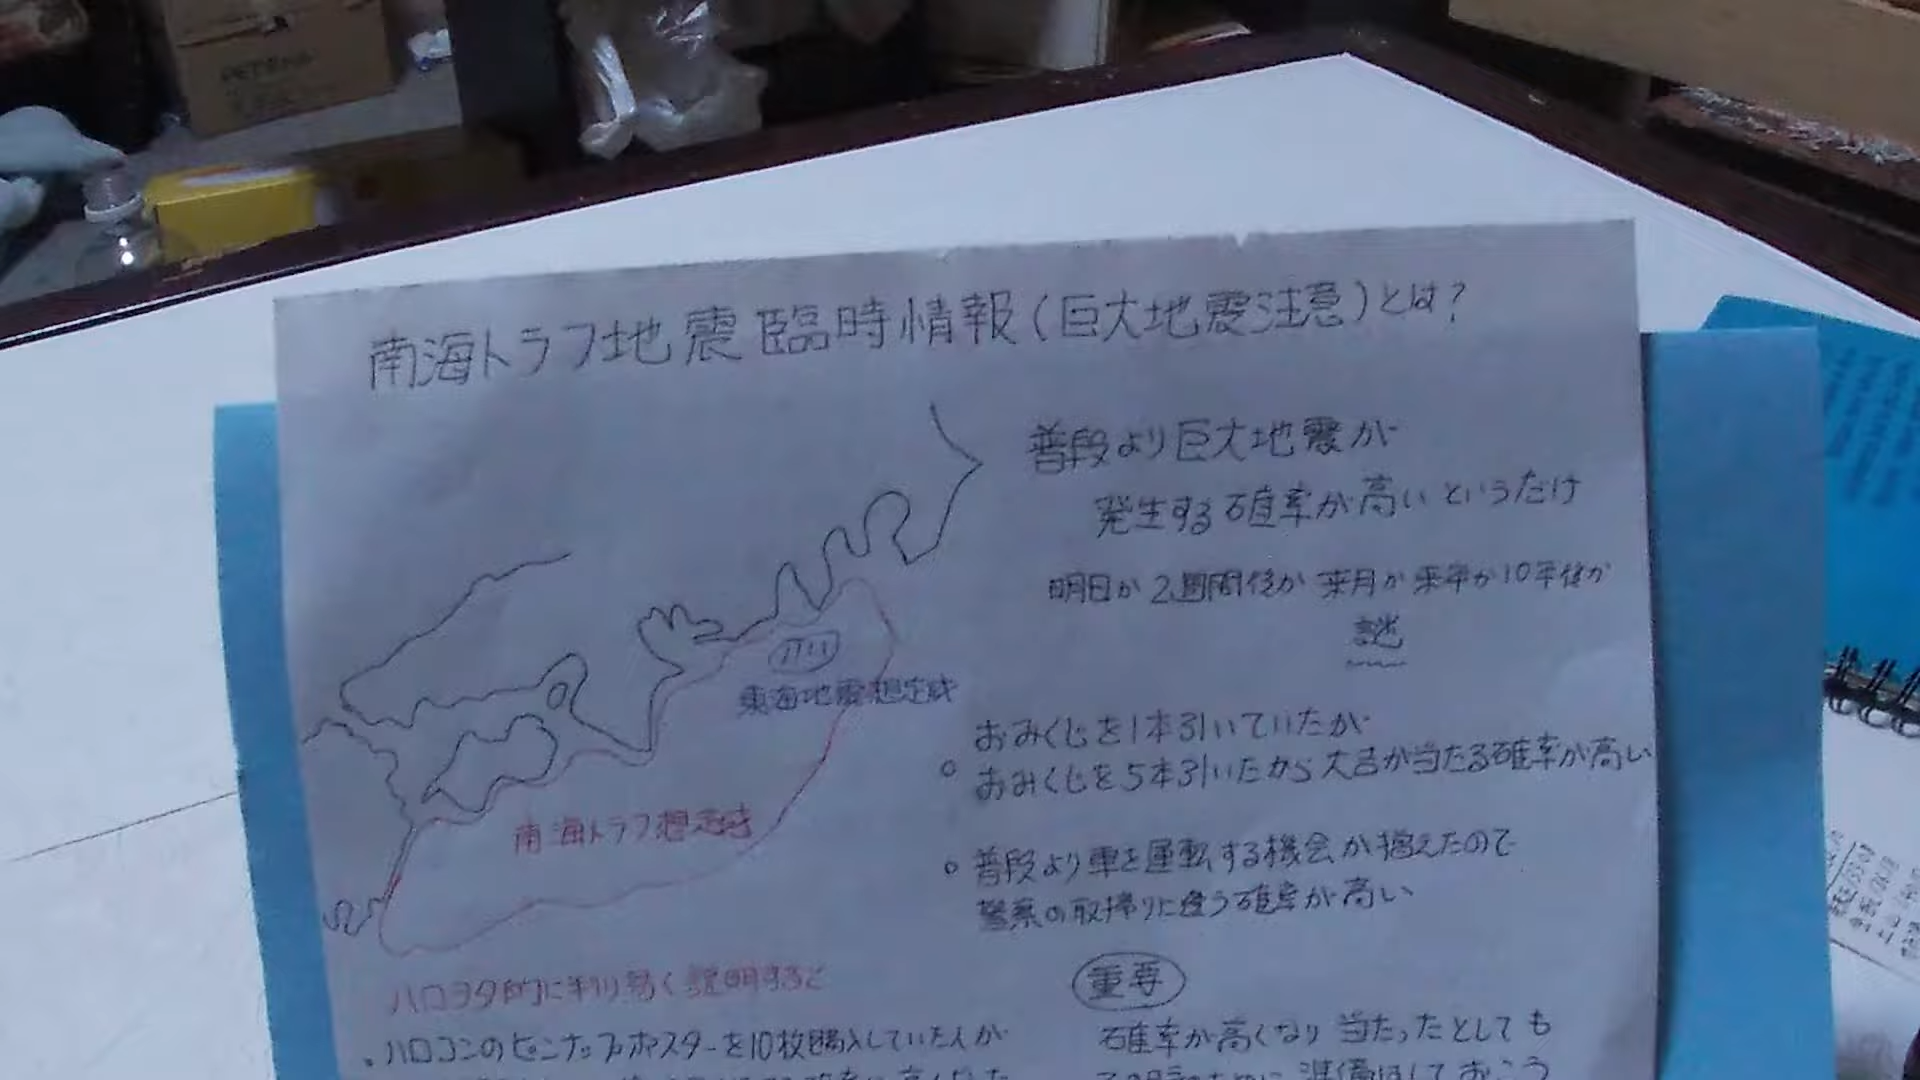 南海トラフ地震臨時情報(巨大地震注意)とは?
普段より巨大地震が
発生する確率が高いというだけ
明日か2週間後か来月か来年か10年後か
謎
東海地震想定域
南海トラフ想定域
おみくじを1本引いていたが
。おみくじを5本引いたから大吉が当たる確率が高い
。普段より車を運転する機会が増えたので
警察の取締りに逢う確率が高い
ハロヲタ的に判り易く説明すると
・ハロコンのピンナップポスターを10枚購入していた人が
重要
確率が高くなり当たったとしても
準備はしておこう